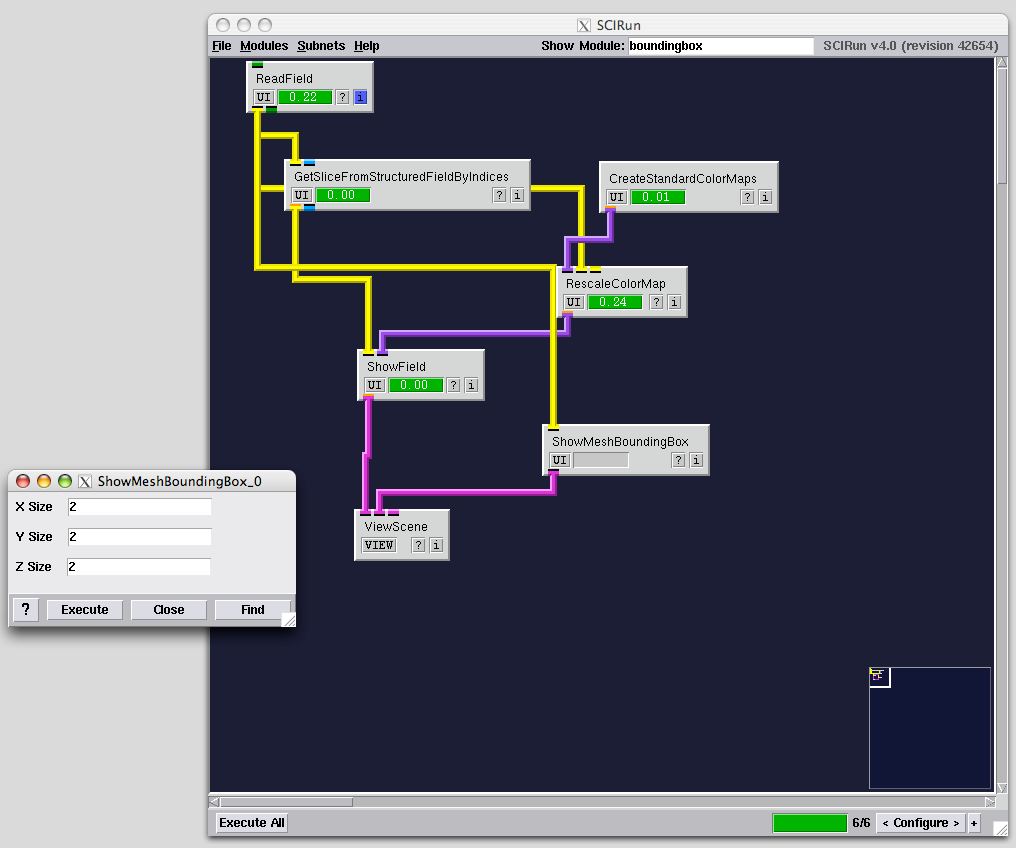 SCIRun
File Modules Subnets Help Show Module: boundingbox SCIRun v4.0 (revision 42654)
ReadField
UI 0.22 ? i
GetSliceFromStructuredFieldByIndices
UI 0.00 ? i
CreateStandardColorMaps
UI 0.01 ? i
RescaleColorMap
UI 0.24 ? i
ShowField
UI 0.00 ? i
ShowMeshBoundingBox
UI ? i
ViewScene
VIEW ? i
ShowMeshBoundingBox_0
X Size 2
Y Size 2
Z Size 2
? Execute Close Find
Execute All 6/6 < Configure > +